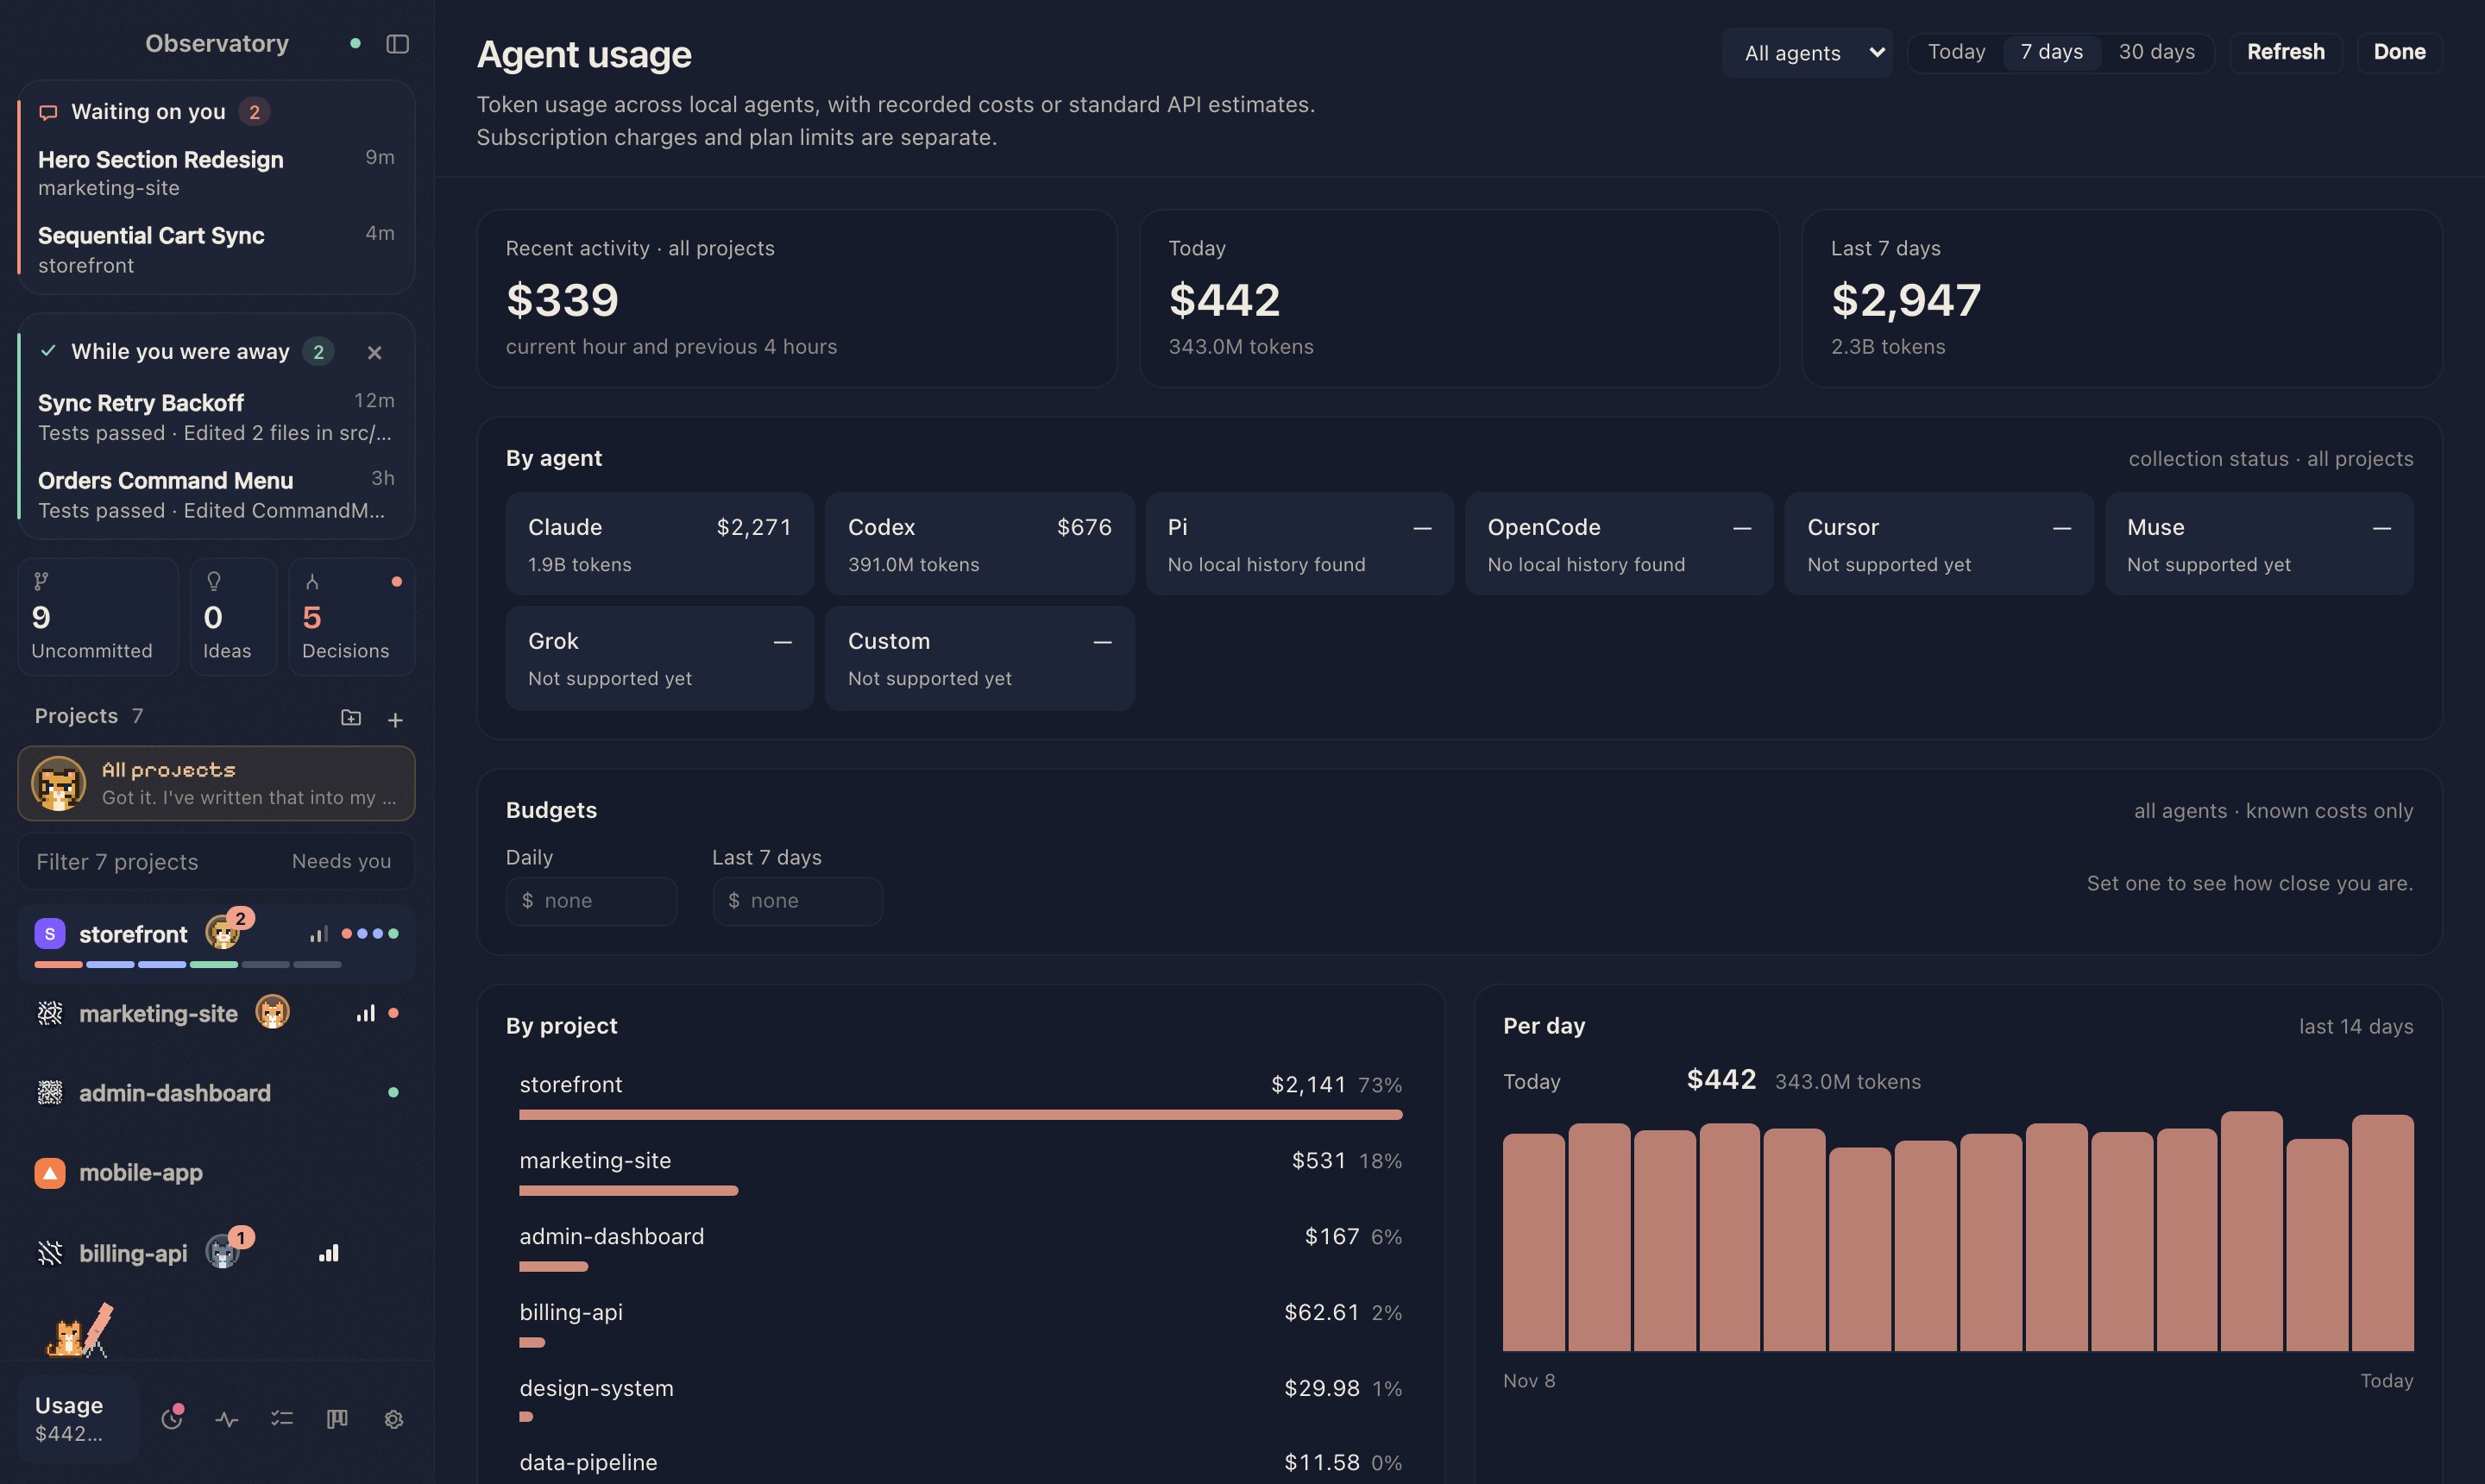 Observatory
Waiting on you 2
Hero Section Redesign 9m
marketing-site
Sequential Cart Sync 4m
storefront
While you were away 2
Sync Retry Backoff 12m
Tests passed · Edited 2 files in src/...
Orders Command Menu 3h
Tests passed · Edited CommandM...
9
Uncommitted
0
Ideas
5
Decisions
Projects 7
All projects
Got it. I've written that into my ...
Filter 7 projects Needs you
S storefront 2
marketing-site
admin-dashboard
mobile-app
billing-api 1
Usage
$442...
Agent usage
All agents Today 7 days 30 days Refresh Done
Token usage across local agents, with recorded costs or standard API estimates.
Subscription charges and plan limits are separate.
Recent activity · all projects
$339
current hour and previous 4 hours
Today
$442
343.0M tokens
Last 7 days
$2,947
2.3B tokens
By agent collection status · all projects
Claude $2,271
1.9B tokens
Codex $676
391.0M tokens
Pi —
No local history found
OpenCode —
No local history found
Cursor —
Not supported yet
Muse —
Not supported yet
Grok —
Not supported yet
Custom —
Not supported yet
Budgets all agents · known costs only
Daily
$ none
Last 7 days
$ none
Set one to see how close you are.
By project
storefront $2,141 73%
marketing-site $531 18%
admin-dashboard $167 6%
billing-api $62.61 2%
design-system $29.98 1%
data-pipeline $11.58 0%
Per day last 14 days
Today $442 343.0M tokens
Nov 8 Today